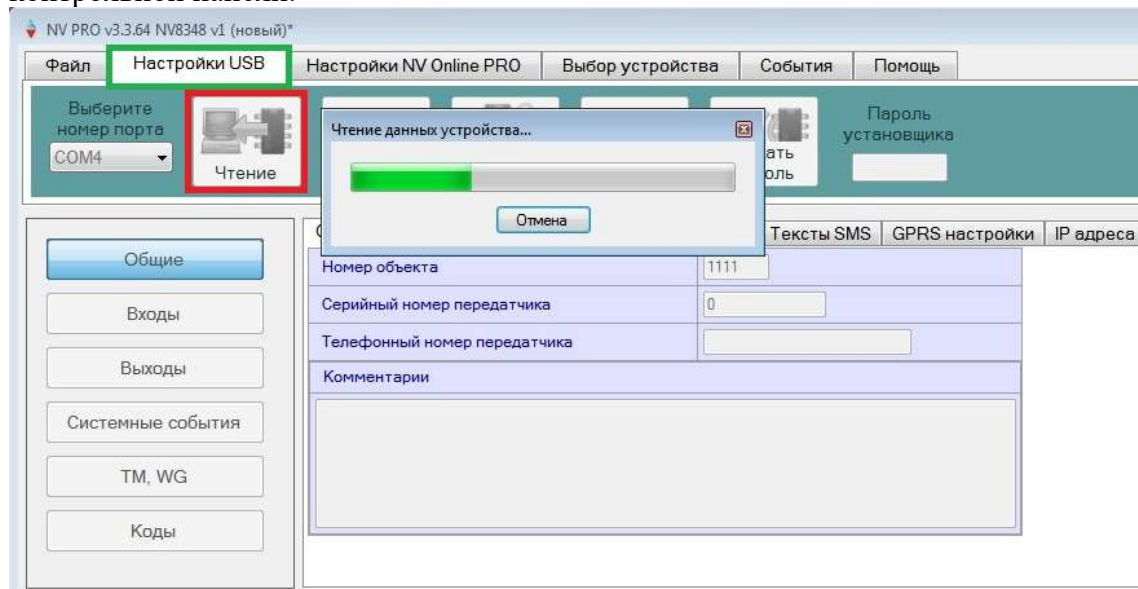 NV PRO v3.3.64 NV8348 v1 (новый)*
Файл Настройки USB Настройки NV Online PRO Выбор устройства События Помощь
Выберите
номер порта
COM4
Чтение
Пароль
установщика
Чтение данных устройства...
Отмена
Тексты SMS GPRS настройки IP адреса
Общие
Входы
Выходы
Системные события
TM, WG
Коды
Номер объекта 1111
Серийный номер передатчика 0
Телефонный номер передатчика
Комментарии